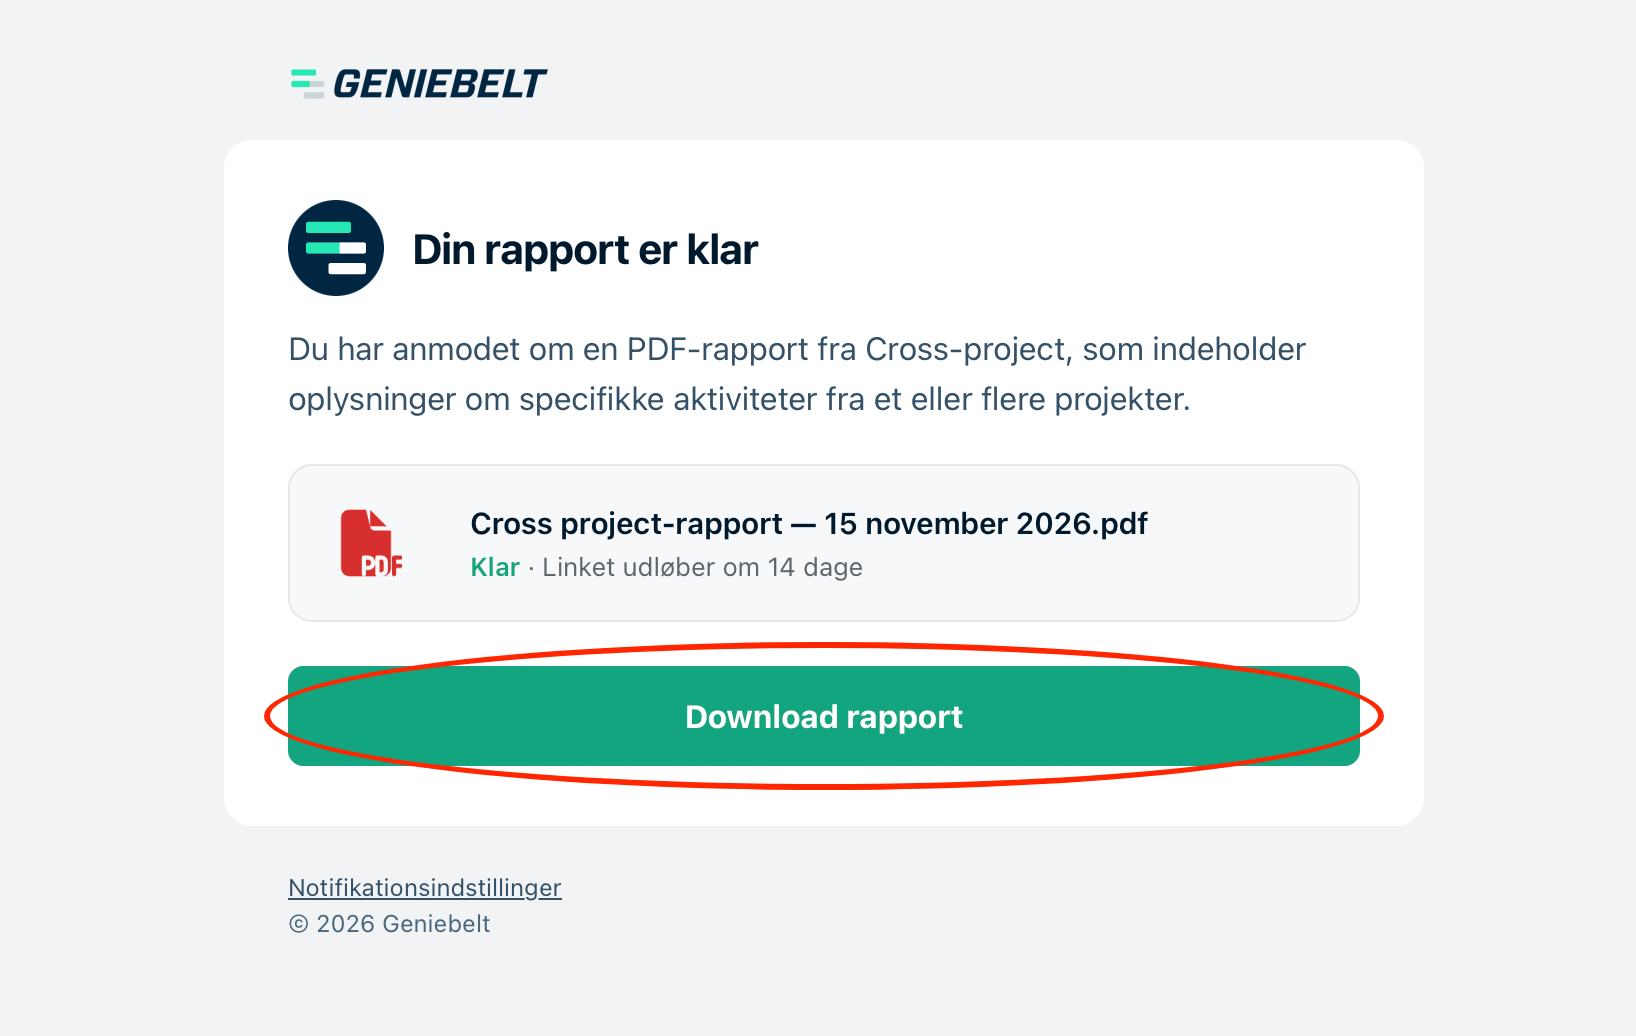 GENIEBELT
Din rapport er klar
Du har anmodet om en PDF-rapport fra Cross-project, som indeholder
oplysninger om specifikke aktiviteter fra et eller flere projekter.
PDF
Cross project-rapport — 15 november 2026.pdf
Klar · Linket udløber om 14 dage
Download rapport
Notifikationsindstillinger
© 2026 Geniebelt